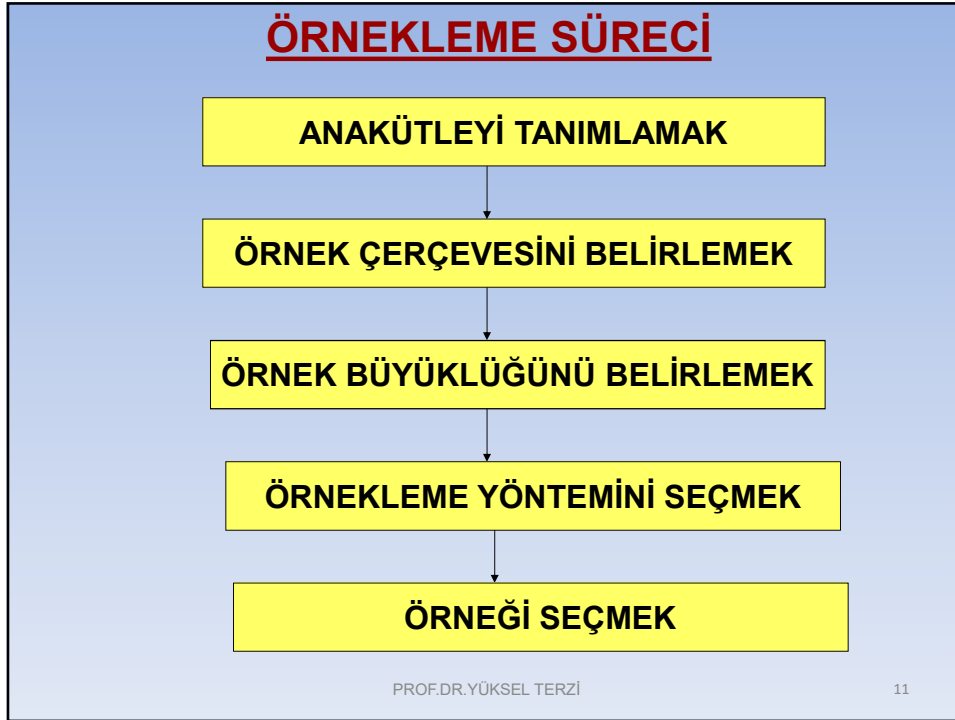 ÖRNEKLEME SÜRECİ
ANAKÜTLEYİ TANIMLAMAK
ÖRNEK ÇERÇEVESİNİ BELİRLEMEK
ÖRNEK BÜYÜKLÜĞÜNÜ BELİRLEMEK
ÖRNEKLEME YÖNTEMİNİ SEÇMEK
ÖRNEĞİ SEÇMEK
PROF.DR.YÜKSEL TERZİ
11